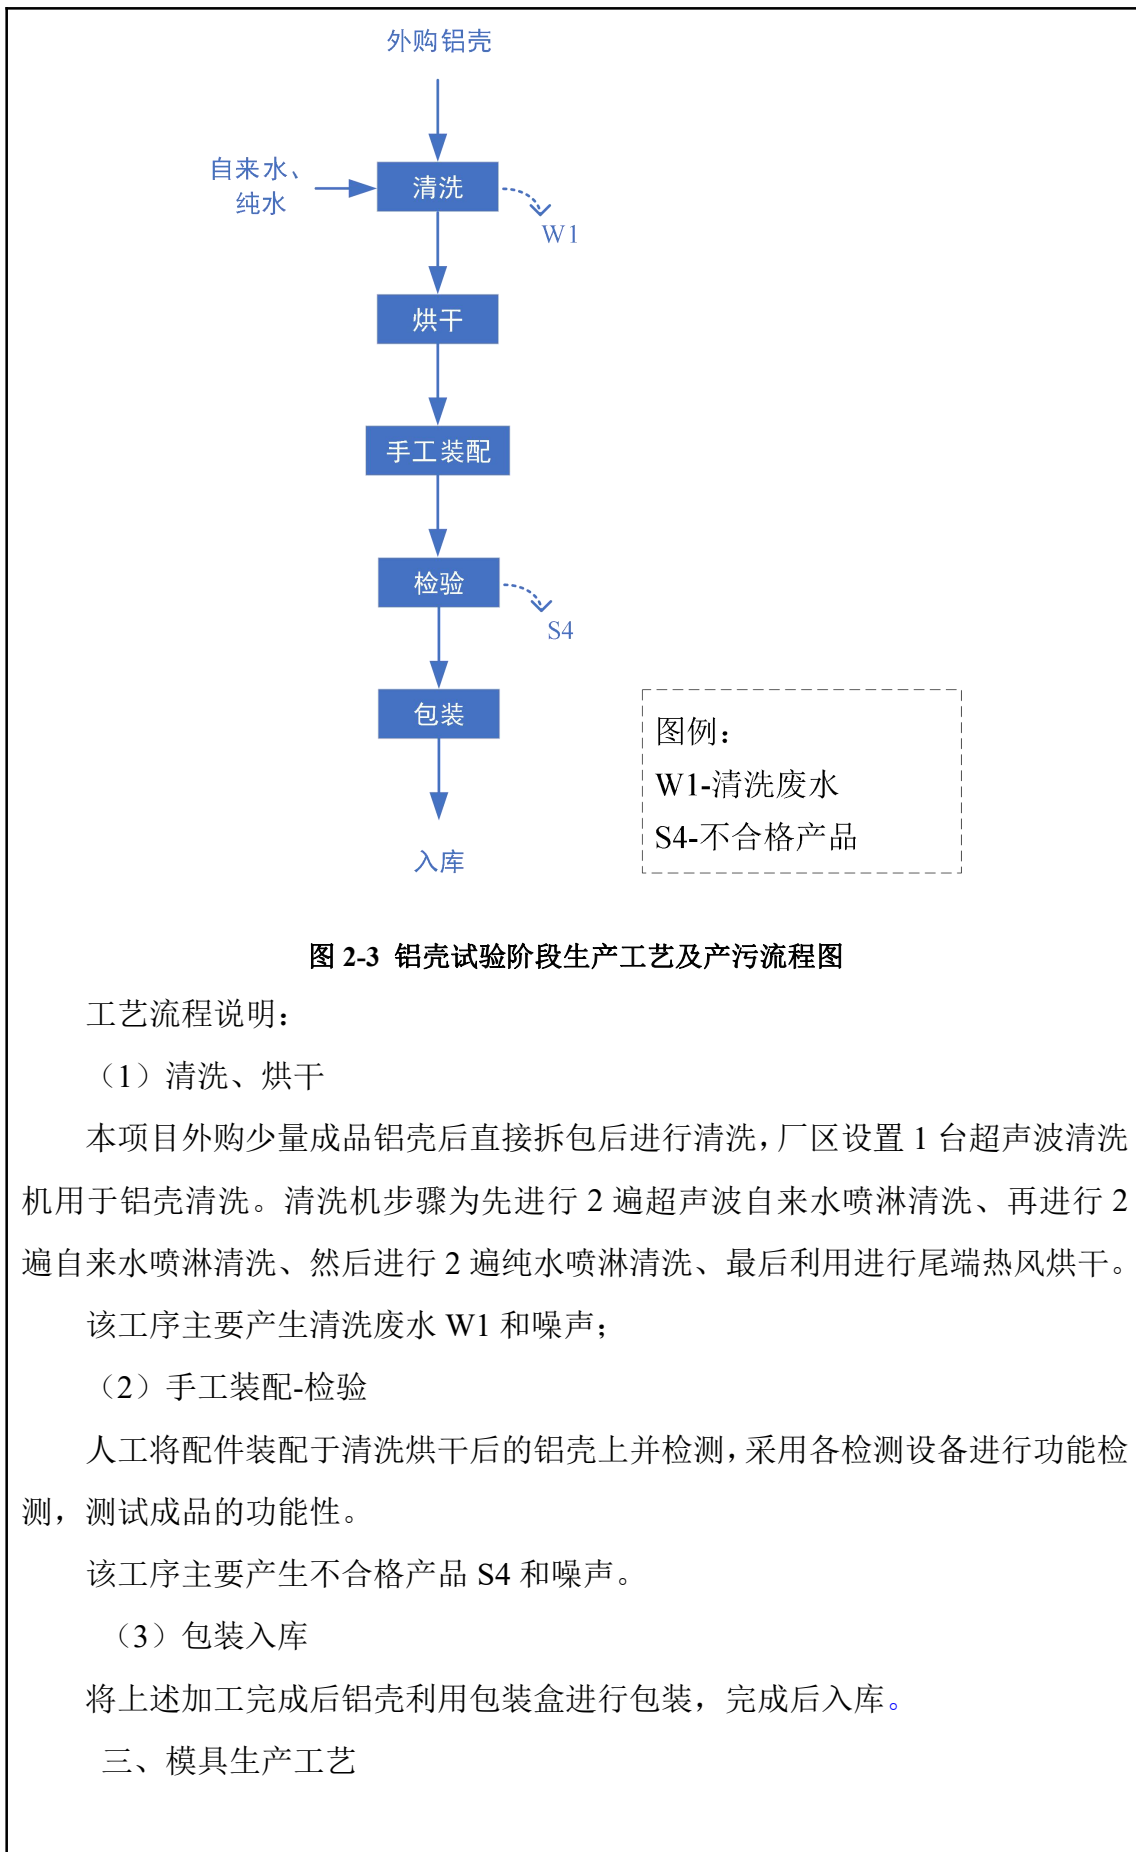 外购铝壳
自来水、
纯水
清洗
W1
烘干
手工装配
检验
S4
包装
入库
图例：
W1-清洗废水
S4-不合格产品
图 2-3 铝壳试验阶段生产工艺及产污流程图
工艺流程说明：
（1）清洗、烘干
本项目外购少量成品铝壳后直接拆包后进行清洗，厂区设置 1 台超声波清洗
机用于铝壳清洗。清洗机步骤为先进行 2 遍超声波自来水喷淋清洗、再进行 2
遍自来水喷淋清洗、然后进行 2 遍纯水喷淋清洗、最后利用进行尾端热风烘干。
该工序主要产生清洗废水 W1 和噪声；
（2）手工装配-检验
人工将配件装配于清洗烘干后的铝壳上并检测，采用各检测设备进行功能检
测，测试成品的功能性。
该工序主要产生不合格产品 S4 和噪声。
（3）包装入库
将上述加工完成后铝壳利用包装盒进行包装，完成后入库。
三、模具生产工艺